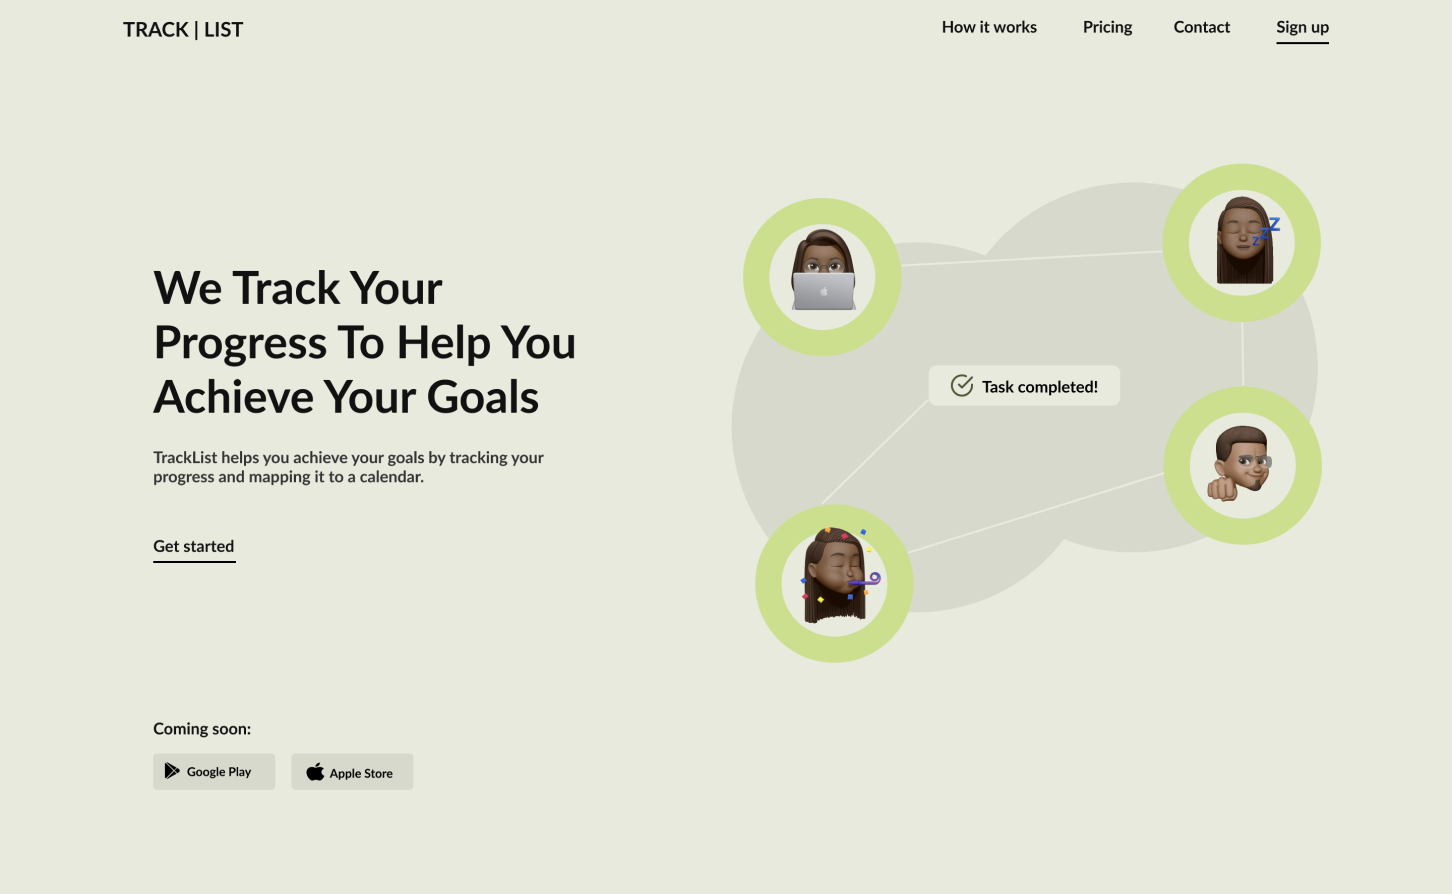 TRACK | LIST
How it works
Pricing
Contact
Sign up
We Track Your
Progress To Help You
Achieve Your Goals
TrackList helps you achieve your goals by tracking your
progress and mapping it to a calendar.
Get started
Task completed!
zzZ
Coming soon:
Google Play
Apple Store